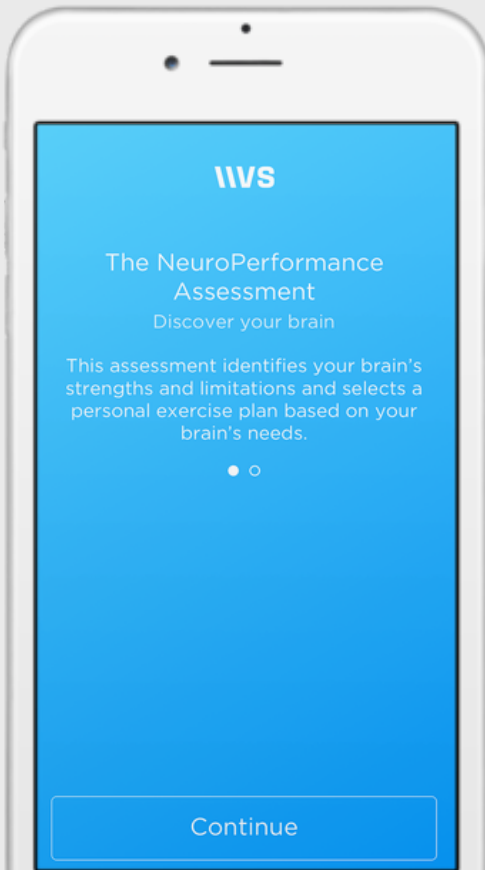 The NeuroPerformance
Assessment
Discover your brain
This assessment identifies your brain's
strengths and limitations and selects a
personal exercise plan based on your
brain's needs.
Continue